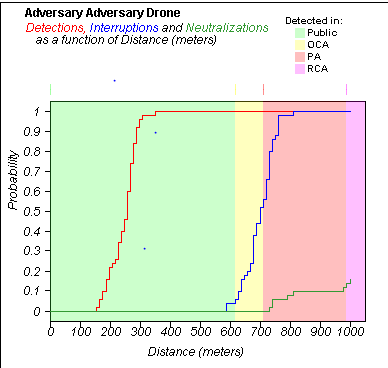 Adversary Adversary Drone
Detections, Interruptions and Neutralizations
as a function of Distance (meters)
Detected in:
Public
OCA
PA
RCA
1
0.9
0.8
0.7
0.6
0.5
0.4
0.3
0.2
0.1
0
Probability
0 100 200 300 400 500 600 700 800 900 1000
Distance (meters)